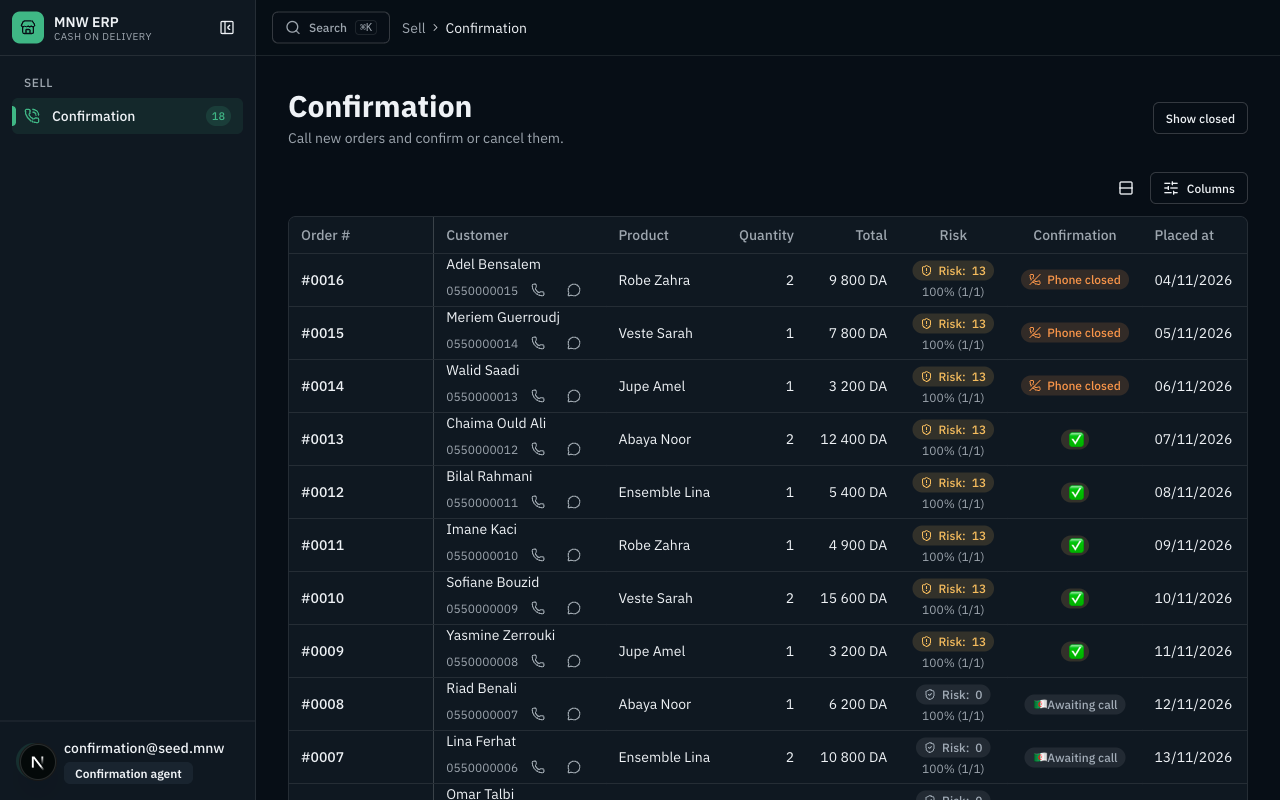 MNW ERP
CASH ON DELIVERY
Search ⌘K
Sell > Confirmation
SELL
Confirmation 18
Confirmation
Call new orders and confirm or cancel them.
Show closed
Columns
Order # Customer Product Quantity Total Risk Confirmation Placed at
#0016 Adel Bensalem 0550000015 Robe Zahra 2 9 800 DA Risk: 13 100% (1/1) Phone closed 04/11/2026
#0015 Meriem Guerroudj 0550000014 Veste Sarah 1 7 800 DA Risk: 13 100% (1/1) Phone closed 05/11/2026
#0014 Walid Saadi 0550000013 Jupe Amel 1 3 200 DA Risk: 13 100% (1/1) Phone closed 06/11/2026
#0013 Chaima Ould Ali 0550000012 Abaya Noor 2 12 400 DA Risk: 13 100% (1/1) ✅ 07/11/2026
#0012 Bilal Rahmani 0550000011 Ensemble Lina 1 5 400 DA Risk: 13 100% (1/1) ✅ 08/11/2026
#0011 Imane Kaci 0550000010 Robe Zahra 1 4 900 DA Risk: 13 100% (1/1) ✅ 09/11/2026
#0010 Sofiane Bouzid 0550000009 Veste Sarah 2 15 600 DA Risk: 13 100% (1/1) ✅ 10/11/2026
#0009 Yasmine Zerrouki 0550000008 Jupe Amel 1 3 200 DA Risk: 13 100% (1/1) ✅ 11/11/2026
#0008 Riad Benali 0550000007 Abaya Noor 1 6 200 DA Risk: 0 100% (1/1) Awaiting call 12/11/2026
#0007 Lina Ferhat 0550000006 Ensemble Lina 2 10 800 DA Risk: 0 100% (1/1) Awaiting call 13/11/2026
Omar Talbi Risk: 0
N
confirmation@seed.mnw
Confirmation agent